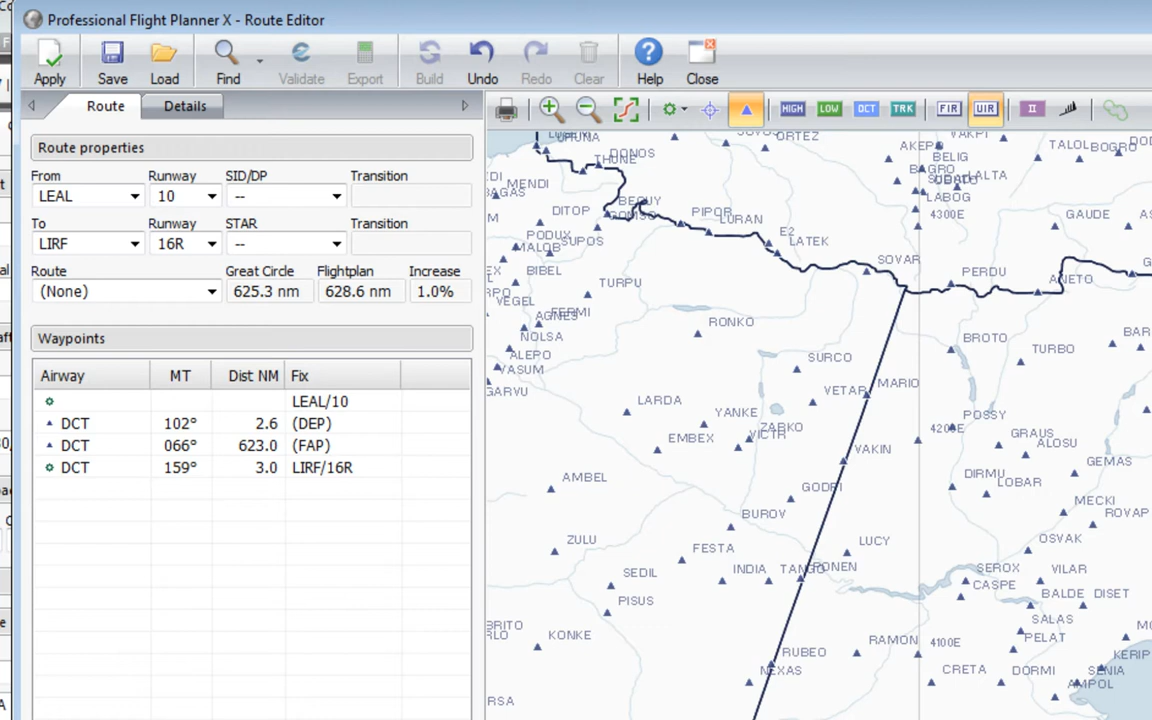 Professional Flight Planner X - Route Editor
Apply Save Load Find Validate Export Build Undo Redo Clear Help Close
Route Details
HIGH LOW DCT TRK FIR UIR
Route properties
From Runway SID/DP Transition
LEAL 10 --
To Runway STAR Transition
LIRF 16R --
Route Great Circle Flightplan Increase
(None) 625.3 nm 628.6 nm 1.0%
Waypoints
Airway MT Dist NM Fix
LEAL/10
DCT 102° 2.6 (DEP)
DCT 066° 623.0 (FAP)
DCT 159° 3.0 LIRF/16R
ORTEZ
VAKPI
AKEPO
TALOL
BOGRO
DONOS
THUNE
BELIG
BAGRO
LALTA
LABOG
MENDI
BEGUY
DITOP
PIPOR
LURAN
4300E
GAUDE
PODUX
SUPOS
MALOB
E2
LATEK
SOVAR
BIBEL
PERDU
ANETO
TURPU
VEGEL
FERMI
AGNES
RONKO
NOLSA
BROTO
BAR
TURBO
ALEPO
VASUM
SURCO
GARVU
VETAR
MARIO
LARDA
YANKE
POSSY
ZARKO
VICTR
EMBEX
4200E
GRAUS
ALOSU
VAKIN
GEMAS
AMBEL
DIRMU
LOBAR
GODRI
MECKI
BUROV
ROVAP
ZULU
LUCY
OSVAK
FESTA
INDIA
TANGO
PONEN
SEROX
VILAR
SEDIL
CASPE
PISUS
BALDE
DISET
SALAS
KONKE
RAMON
4100E
PELAT
RUBEO
KERIP
NEXAS
CRETA
DORMI
SENIA
AMPOL